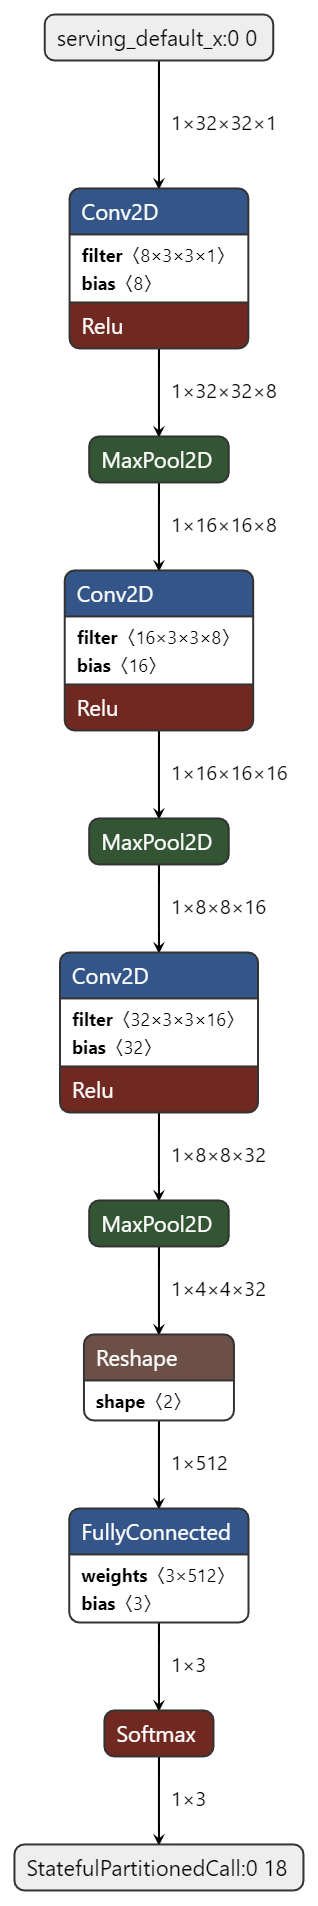 serving_default_x:0 0
1×32×32×1
Conv2D
filter 〈8×3×3×1〉
bias 〈8〉
Relu
1×32×32×8
MaxPool2D
1×16×16×8
Conv2D
filter 〈16×3×3×8〉
bias 〈16〉
Relu
1×16×16×16
MaxPool2D
1×8×8×16
Conv2D
filter 〈32×3×3×16〉
bias 〈32〉
Relu
1×8×8×32
MaxPool2D
1×4×4×32
Reshape
shape 〈2〉
1×512
FullyConnected
weights 〈3×512〉
bias 〈3〉
1×3
Softmax
1×3
StatefulPartitionedCall:0 18